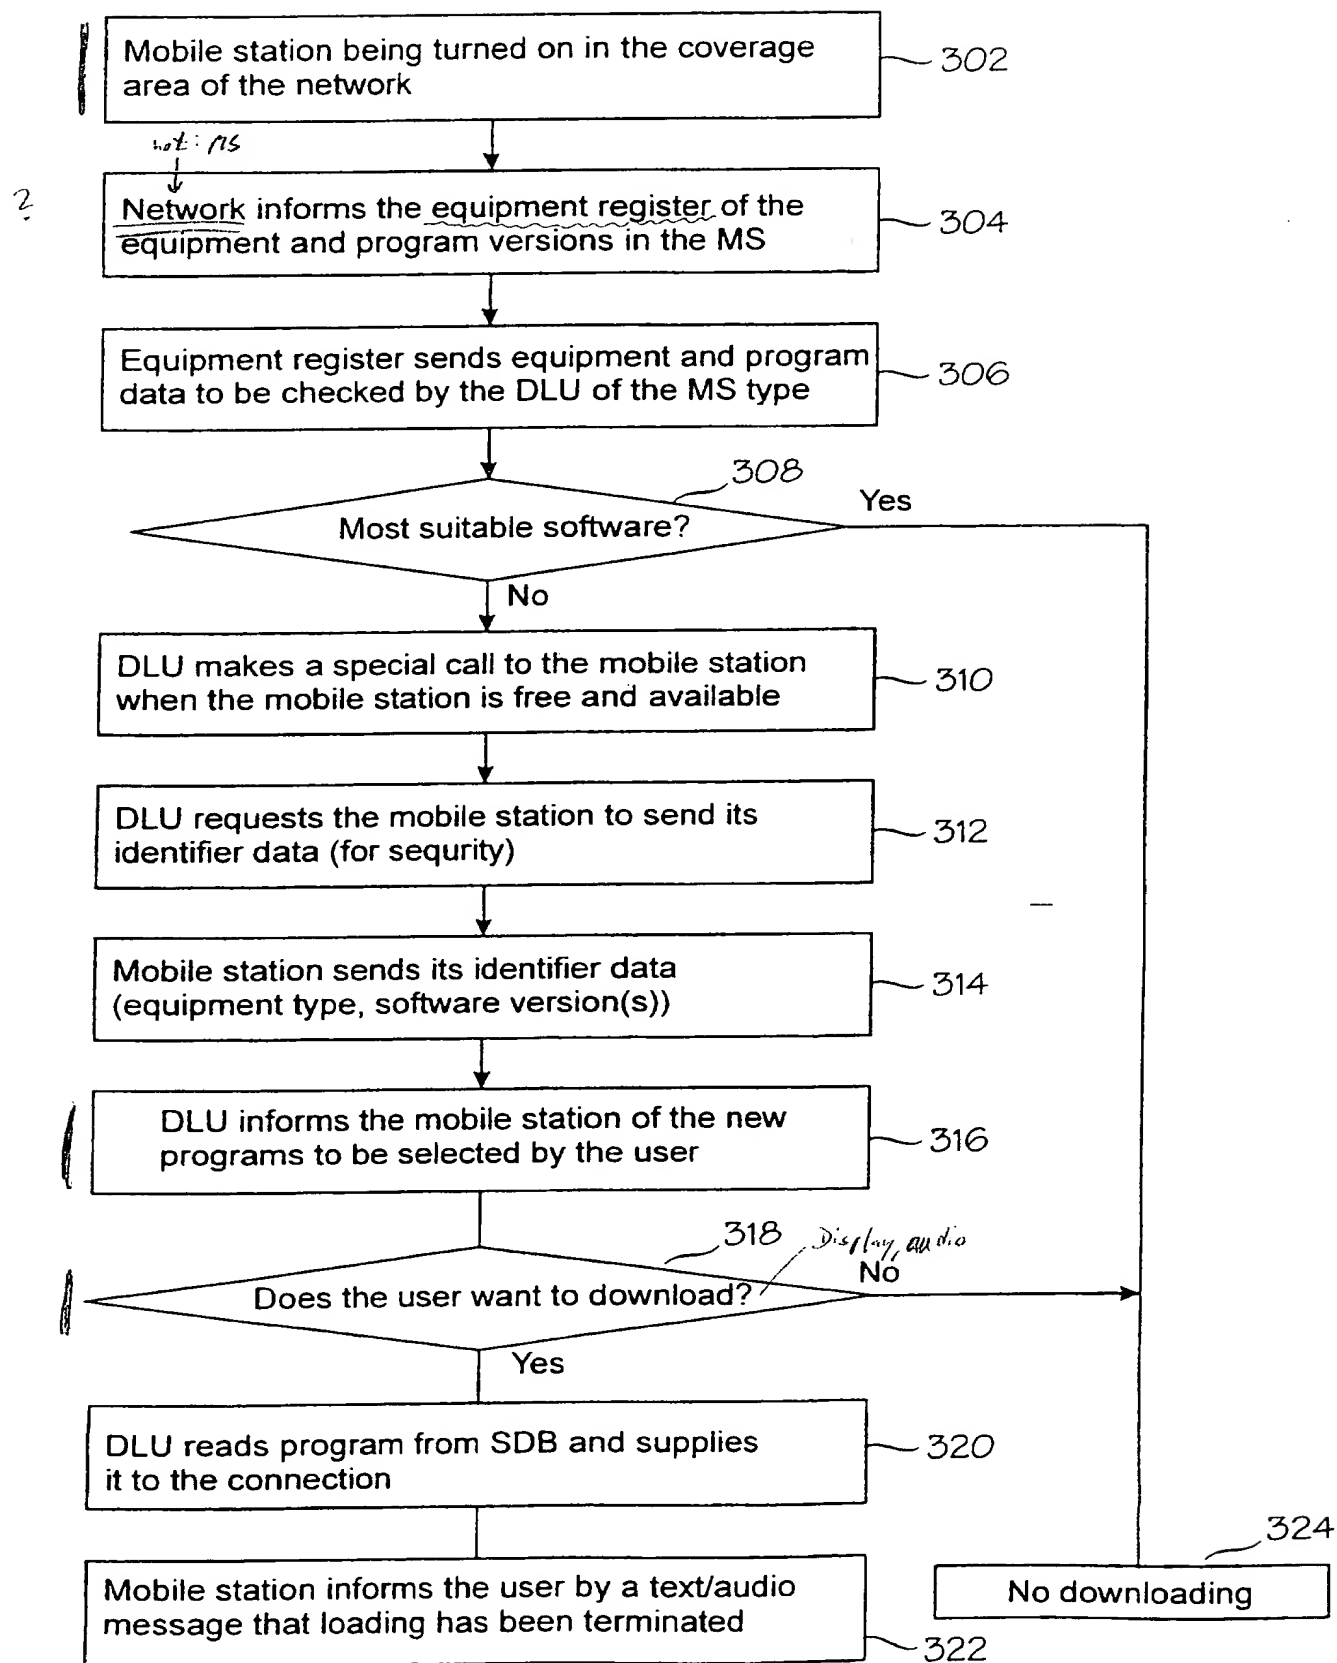 Mobile station being turned on in the coverage
area of the network
302
not: MS
?
Network informs the equipment register of the
equipment and program versions in the MS
304
Equipment register sends equipment and program
data to be checked by the DLU of the MS type
306
308
Most suitable software?
Yes
No
DLU makes a special call to the mobile station
when the mobile station is free and available
310
DLU requests the mobile station to send its
identifier data (for sequrity)
312
Mobile station sends its identifier data
(equipment type, software version(s))
314
DLU informs the mobile station of the new
programs to be selected by the user
316
318
Display, audio
Does the user want to download?
No
Yes
DLU reads program from SDB and supplies
it to the connection
320
324
No downloading
Mobile station informs the user by a text/audio
message that loading has been terminated
322